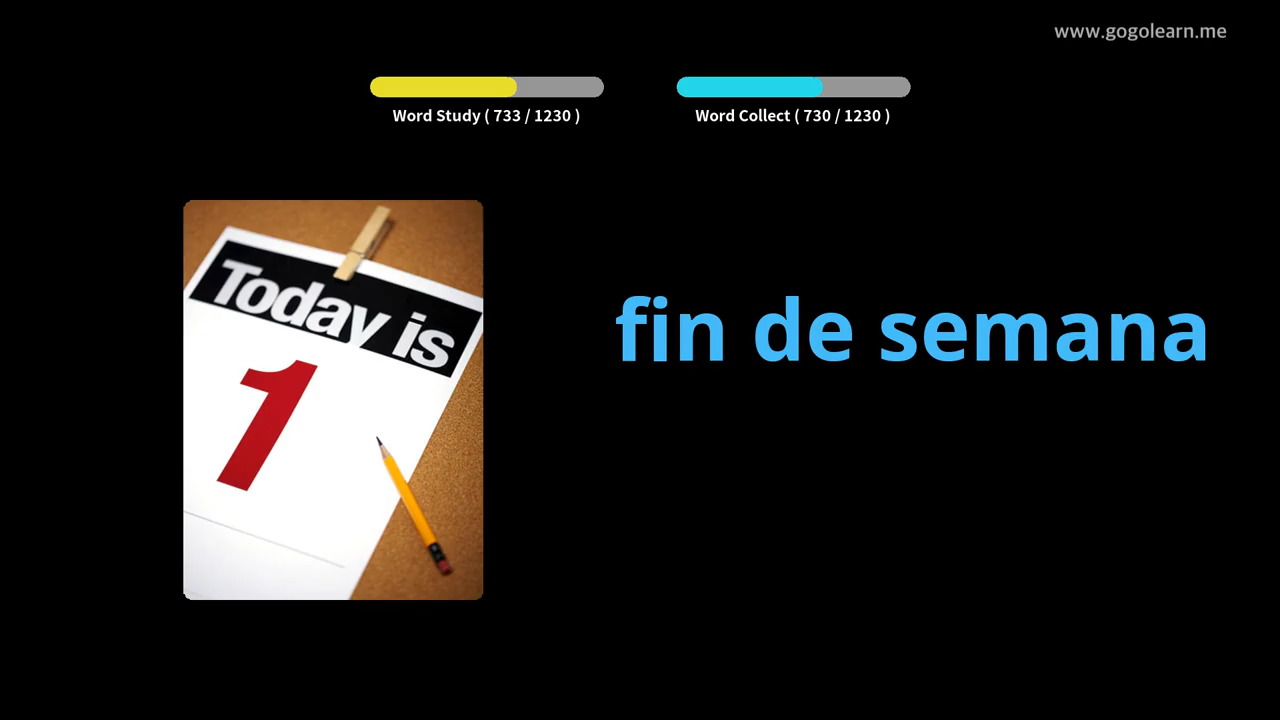 www.gogolearn.me
Word Study ( 733 / 1230 )
Word Collect ( 730 / 1230 )
Today is
1
fin de semana